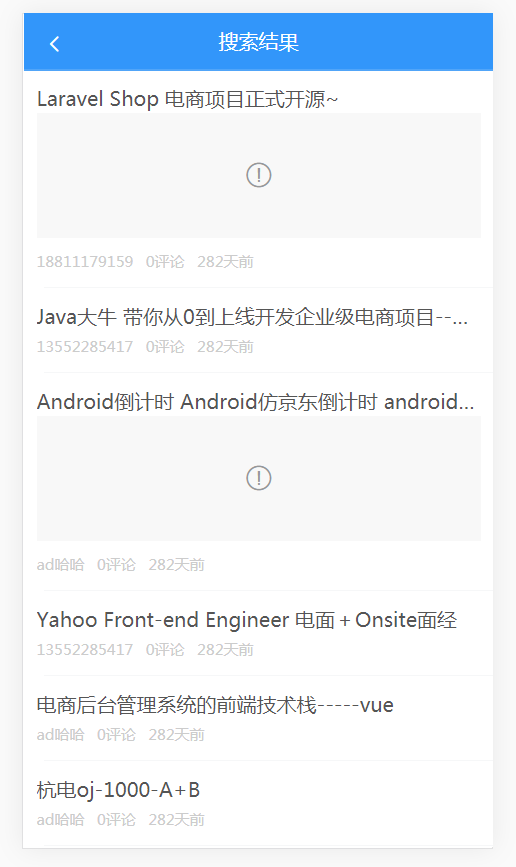 搜索结果
Laravel Shop 电商项目正式开源~
18811179159 0评论 282天前
Java大牛 带你从0到上线开发企业级电商项目--...
13552285417 0评论 282天前
Android倒计时 Android仿京东倒计时 android...
ad哈哈 0评论 282天前
Yahoo Front-end Engineer 电面＋Onsite面经
13552285417 0评论 282天前
电商后台管理系统的前端技术栈-----vue
ad哈哈 0评论 282天前
杭电oj-1000-A+B
ad哈哈 0评论 282天前